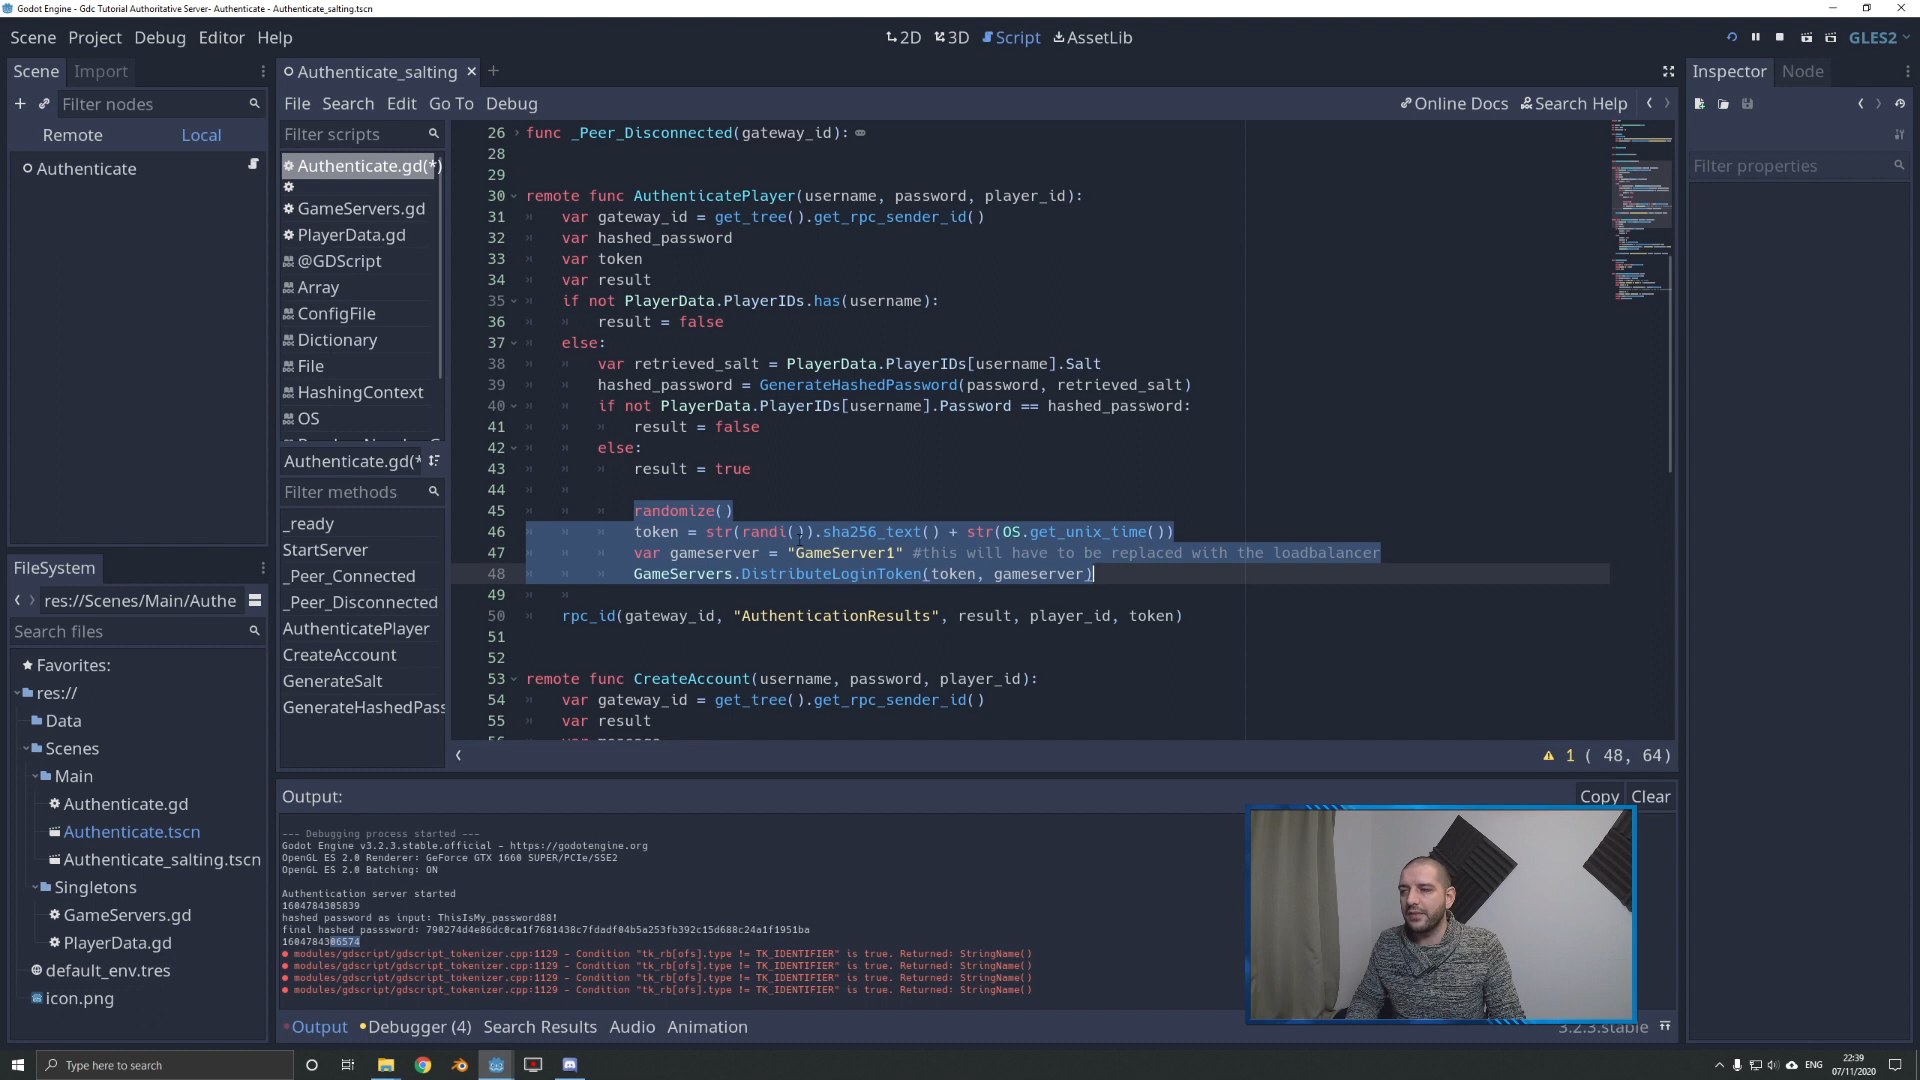 Godot Engine - Gdc Tutorial Authoritative Server- Authenticate - Authenticate_salting.tscn
Scene Project Debug Editor Help
2D 3D Script AssetLib
GLES2
Scene Import
Filter nodes
Remote Local
Authenticate
Authenticate_salting
File Search Edit Go To Debug
Online Docs Search Help
Filter scripts
Authenticate.gd(*)
GameServers.gd
PlayerData.gd
@GDScript
Array
ConfigFile
Dictionary
File
HashingContext
OS
Authenticate.gd(*
Filter methods
_ready
StartServer
_Peer_Connected
_Peer_Disconnected
AuthenticatePlayer
CreateAccount
GenerateSalt
GenerateHashedPass
26 func _Peer_Disconnected(gateway_id):
28
29
30 remote func AuthenticatePlayer(username, password, player_id):
31 var gateway_id = get_tree().get_rpc_sender_id()
32 var hashed_password
33 var token
34 var result
35 if not PlayerData.PlayerIDs.has(username):
36 result = false
37 else:
38 var retrieved_salt = PlayerData.PlayerIDs[username].Salt
39 hashed_password = GenerateHashedPassword(password, retrieved_salt)
40 if not PlayerData.PlayerIDs[username].Password == hashed_password:
41 result = false
42 else:
43 result = true
44
45 randomize()
46 token = str(randi()).sha256_text() + str(OS.get_unix_time())
47 var gameserver = "GameServer1" #this will have to be replaced with the loadbalancer
48 GameServers.DistributeLoginToken(token, gameserver)
49
50 rpc_id(gateway_id, "AuthenticationResults", result, player_id, token)
51
52
53 remote func CreateAccount(username, password, player_id):
54 var gateway_id = get_tree().get_rpc_sender_id()
55 var result
56 var message
1 ( 48, 64)
Inspector Node
Filter properties
FileSystem
res://Scenes/Main/Authe
Search files
Favorites:
res://
Data
Scenes
Main
Authenticate.gd
Authenticate.tscn
Authenticate_salting.tscn
Singletons
GameServers.gd
PlayerData.gd
default_env.tres
icon.png
Output:
Copy Clear
--- Debugging process started ---
Godot Engine v3.2.3.stable.official - https://godotengine.org
OpenGL ES 2.0 Renderer: GeForce GTX 1660 SUPER/PCIe/SSE2
OpenGL ES 2.0 Batching: ON
Authentication server started
1604784305839
hashed password as input: ThisIsMy_password88!
final hashed passsword: 790274d4e86dc0ca1f7681438c7fdadf04b5a253fb392c15d688c24a1f1951ba
1604784306574
modules/gdscript/gdscript_tokenizer.cpp:1129 - Condition "tk_rb[ofs].type != TK_IDENTIFIER" is true. Returned: StringName()
modules/gdscript/gdscript_tokenizer.cpp:1129 - Condition "tk_rb[ofs].type != TK_IDENTIFIER" is true. Returned: StringName()
modules/gdscript/gdscript_tokenizer.cpp:1129 - Condition "tk_rb[ofs].type != TK_IDENTIFIER" is true. Returned: StringName()
modules/gdscript/gdscript_tokenizer.cpp:1129 - Condition "tk_rb[ofs].type != TK_IDENTIFIER" is true. Returned: StringName()
Output Debugger (4) Search Results Audio Animation
3.2.3.stable
Type here to search
ENG
22:39
07/11/2020